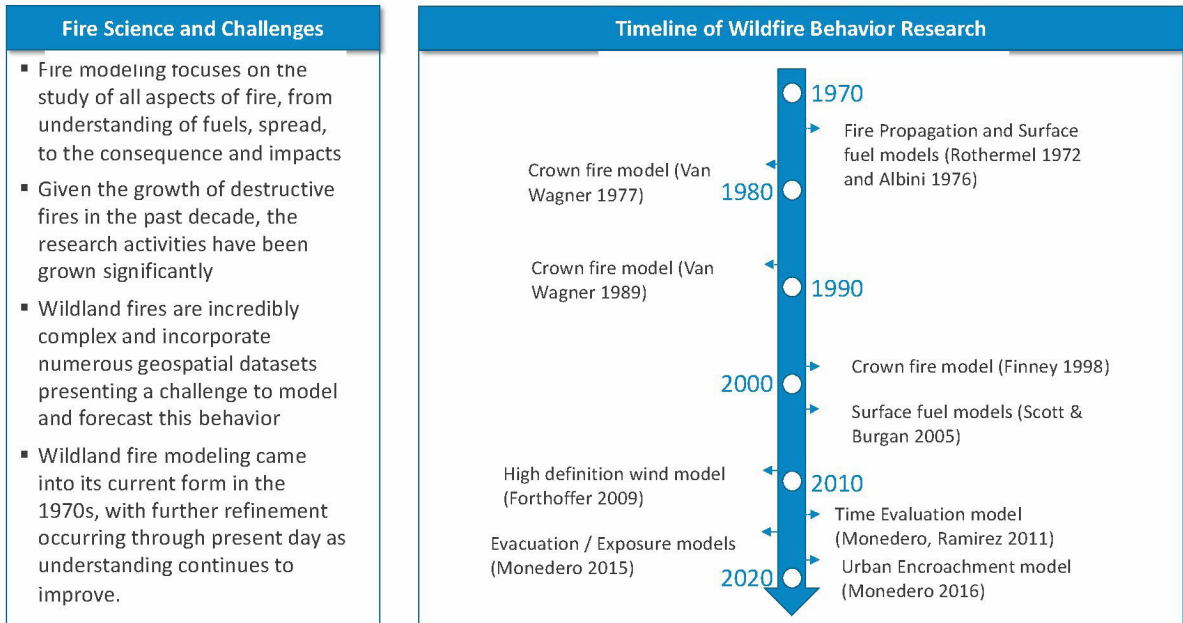 Fire Science and Challenges
▪ Fire modeling focuses on the
study of all aspects of fire, from
understanding of fuels, spread,
to the consequence and impacts
▪ Given the growth of destructive
fires in the past decade, the
research activities have been
grown significantly
▪ Wildland fires are incredibly
complex and incorporate
numerous geospatial datasets
presenting a challenge to model
and forecast this behavior
▪ Wildland fire modeling came
into its current form in the
1970s, with further refinement
occurring through present day as
understanding continues to
improve.
Timeline of Wildfire Behavior Research
1970
Fire Propagation and Surface
fuel models (Rothermel 1972
and Albini 1976)
Crown fire model (Van
Wagner 1977)
1980
Crown fire model (Van
Wagner 1989)
1990
Crown fire model (Finney 1998)
2000
Surface fuel models (Scott &
Burgan 2005)
High definition wind model
(Forthoffer 2009)
2010
Time Evaluation model
(Monedero, Ramirez 2011)
Evacuation / Exposure models
(Monedero 2015)
Urban Encroachment model
(Monedero 2016)
2020